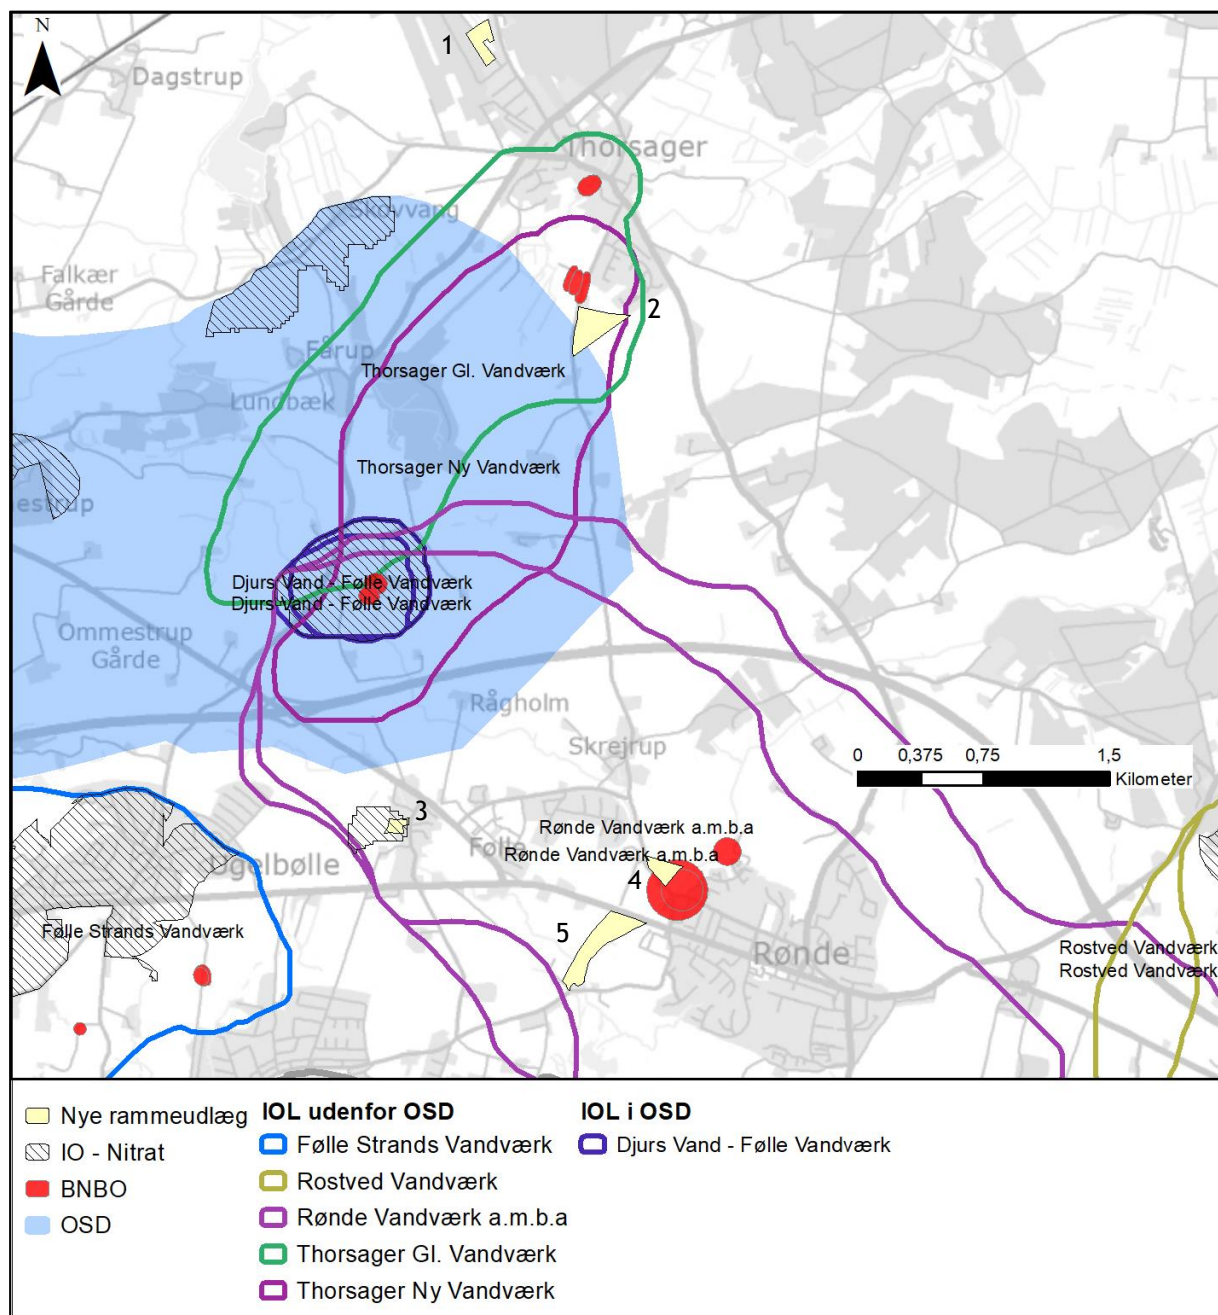 N
1
Dagstrup
Thorsager
Skovvang
Falkær
Gårde
2
Fårup
Thorsager Gl. Vandværk
Lundbæk
Thorsager Ny Vandværk
estrup
Djurs Vand - Følle Vandværk
Djurs Vand - Følle Vandværk
Ommestrup
Gårde
Rågholm
Skrejrup
0 0,375 0,75 1,5
Kilometer
3
Følle
Rønde Vandværk a.m.b.a
Rønde Vandværk a.m.b.a
Ugelbølle
4
5
Følle Strands Vandværk
Rønde
Rostved Vandværk
Rostved Vandværk
Nye rammeudlæg
IO - Nitrat
BNBO
OSD
IOL udenfor OSD
Følle Strands Vandværk
Rostved Vandværk
Rønde Vandværk a.m.b.a
Thorsager Gl. Vandværk
Thorsager Ny Vandværk
IOL i OSD
Djurs Vand - Følle Vandværk